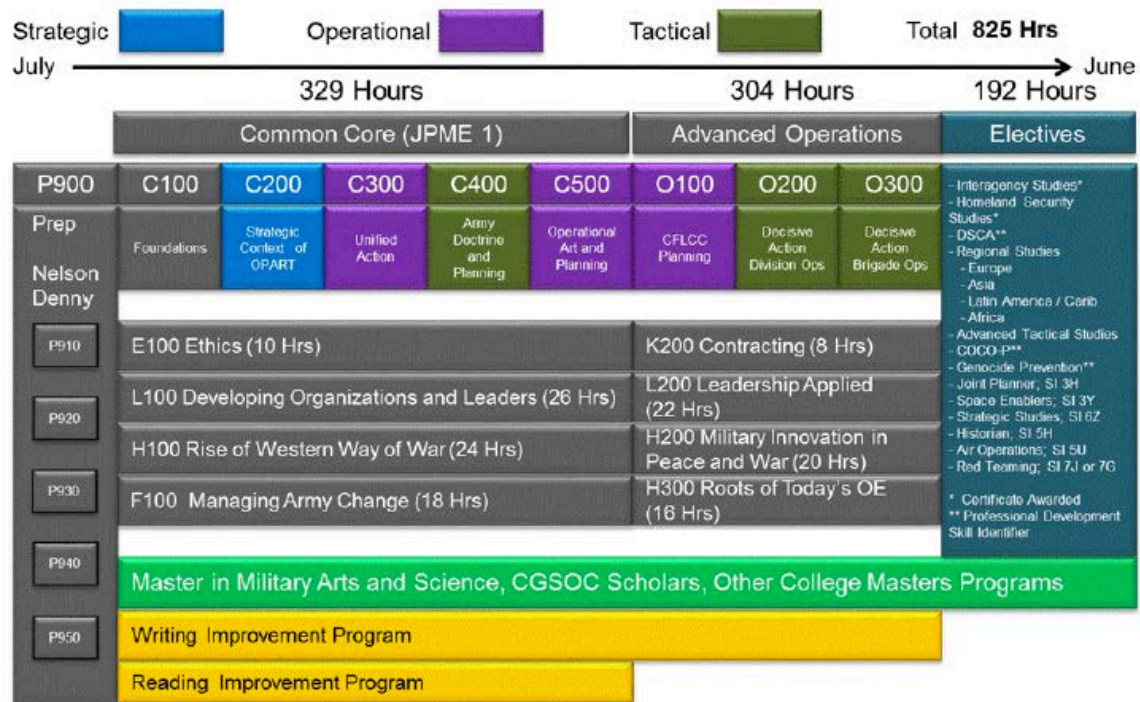 Strategic
Operational
Tactical
Total 825 Hrs
July
June
329 Hours
304 Hours
192 Hours
Common Core (JPME 1)
Advanced Operations
Electives
P900
C100
C200
C300
C400
C500
O100
O200
O300
Prep
Nelson
Denny
Foundations
Strategic
Context of
OPART
Unified
Action
Army
Doctrine
and
Planning
Operational
Art and
Planning
CFLCC
Planning
Decisive
Action
Division Ops
Decisive
Action
Brigade Ops
- Interagency Studies*
- Homeland Security
Studies*
- DSCA**
- Regional Studies
- Europe
- Asia
- Latin America / Carib
- Africa
- Advanced Tactical Studies
- COCO-P**
- Genocide Prevention**
- Joint Planner; SI 3H
- Space Enablers; SI 3Y
- Strategic Studies; SI 6Z
- Historian; SI 5H
- Air Operations; SI 5U
- Red Teaming; SI 7J or 7G
* Certificate Awarded
** Professional Development
Skill Identifier
P910
P920
P930
P940
P950
E100 Ethics (10 Hrs)
K200 Contracting (8 Hrs)
L100 Developing Organizations and Leaders (26 Hrs)
L200 Leadership Applied
(22 Hrs)
H100 Rise of Western Way of War (24 Hrs)
H200 Military Innovation in
Peace and War (20 Hrs)
F100 Managing Army Change (18 Hrs)
H300 Roots of Today's OE
(16 Hrs)
Master in Military Arts and Science, CGSOC Scholars, Other College Masters Programs
Writing Improvement Program
Reading Improvement Program